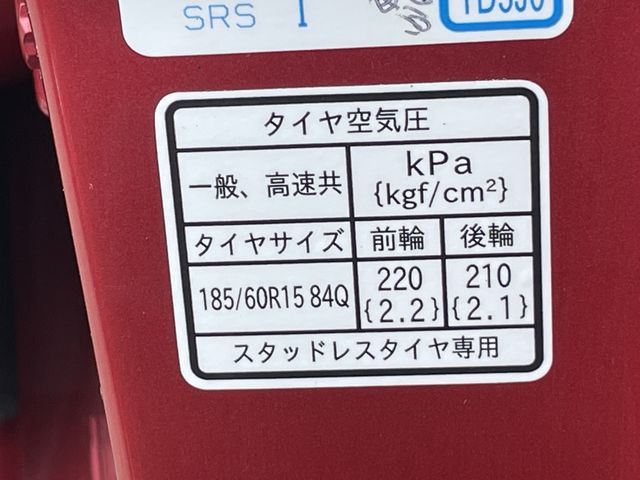 SRS I
タイヤ空気圧
一般、高速共
kPa
{kgf/cm²}
タイヤサイズ 前輪 後輪
185/60R15 84Q 220 210
{2.2} {2.1}
スタッドレスタイヤ専用